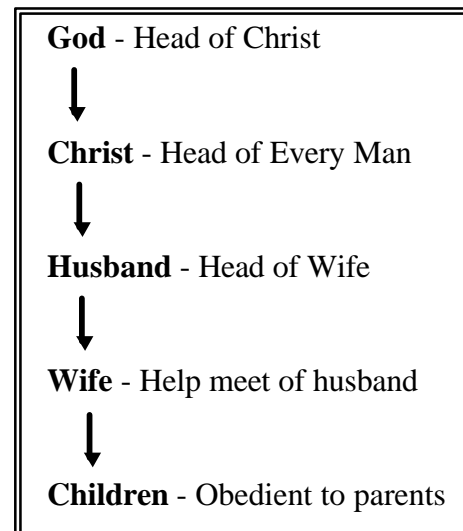 God - Head of Christ
Christ - Head of Every Man
Husband - Head of Wife
Wife - Help meet of husband
Children - Obedient to parents